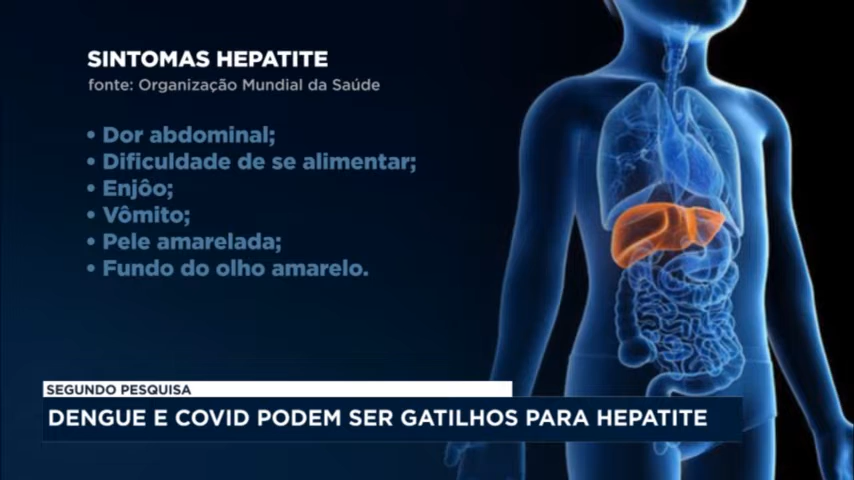 SINTOMAS HEPATITE
fonte: Organização Mundial da Saúde
• Dor abdominal;
• Dificuldade de se alimentar;
• Enjôo;
• Vômito;
• Pele amarelada;
• Fundo do olho amarelo.
SEGUNDO PESQUISA
DENGUE E COVID PODEM SER GATILHOS PARA HEPATITE